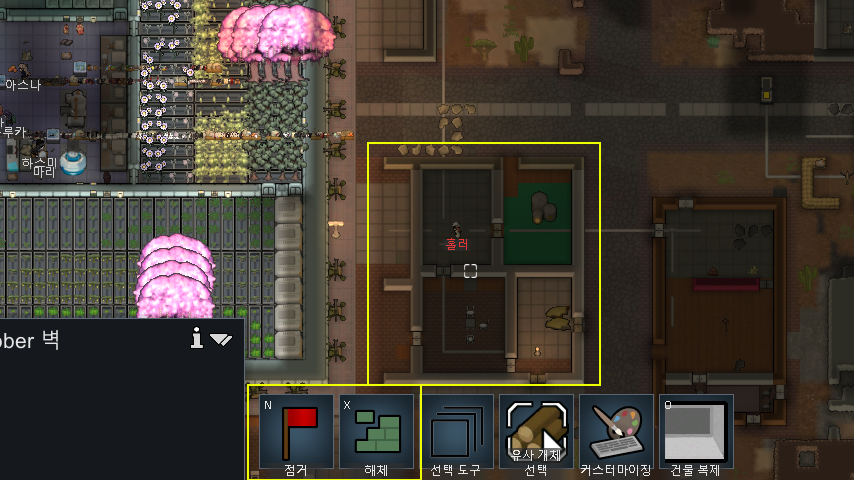 아스나
루카
하스미
마리
홀러
ber 벽
N
X
O
점거
해체
선택 도구
유사 개체
선택
커스터마이징
건물 복제